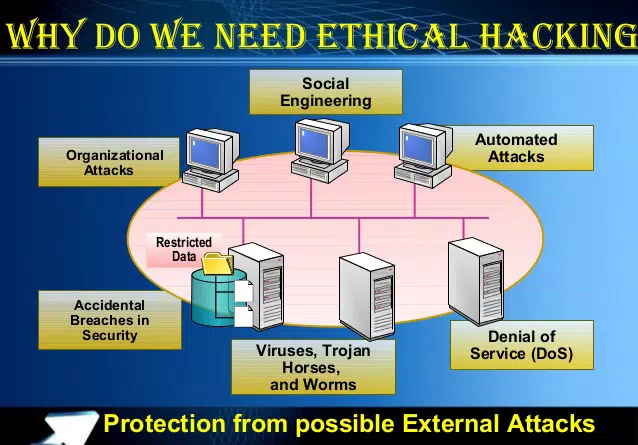 WHY DO WE NEED ETHICAL HACKING
Social
Engineering
Organizational
Attacks
Automated
Attacks
Restricted
Data
Accidental
Breaches in
Security
Viruses, Trojan
Horses,
and Worms
Denial of
Service (DoS)
Protection from possible External Attacks